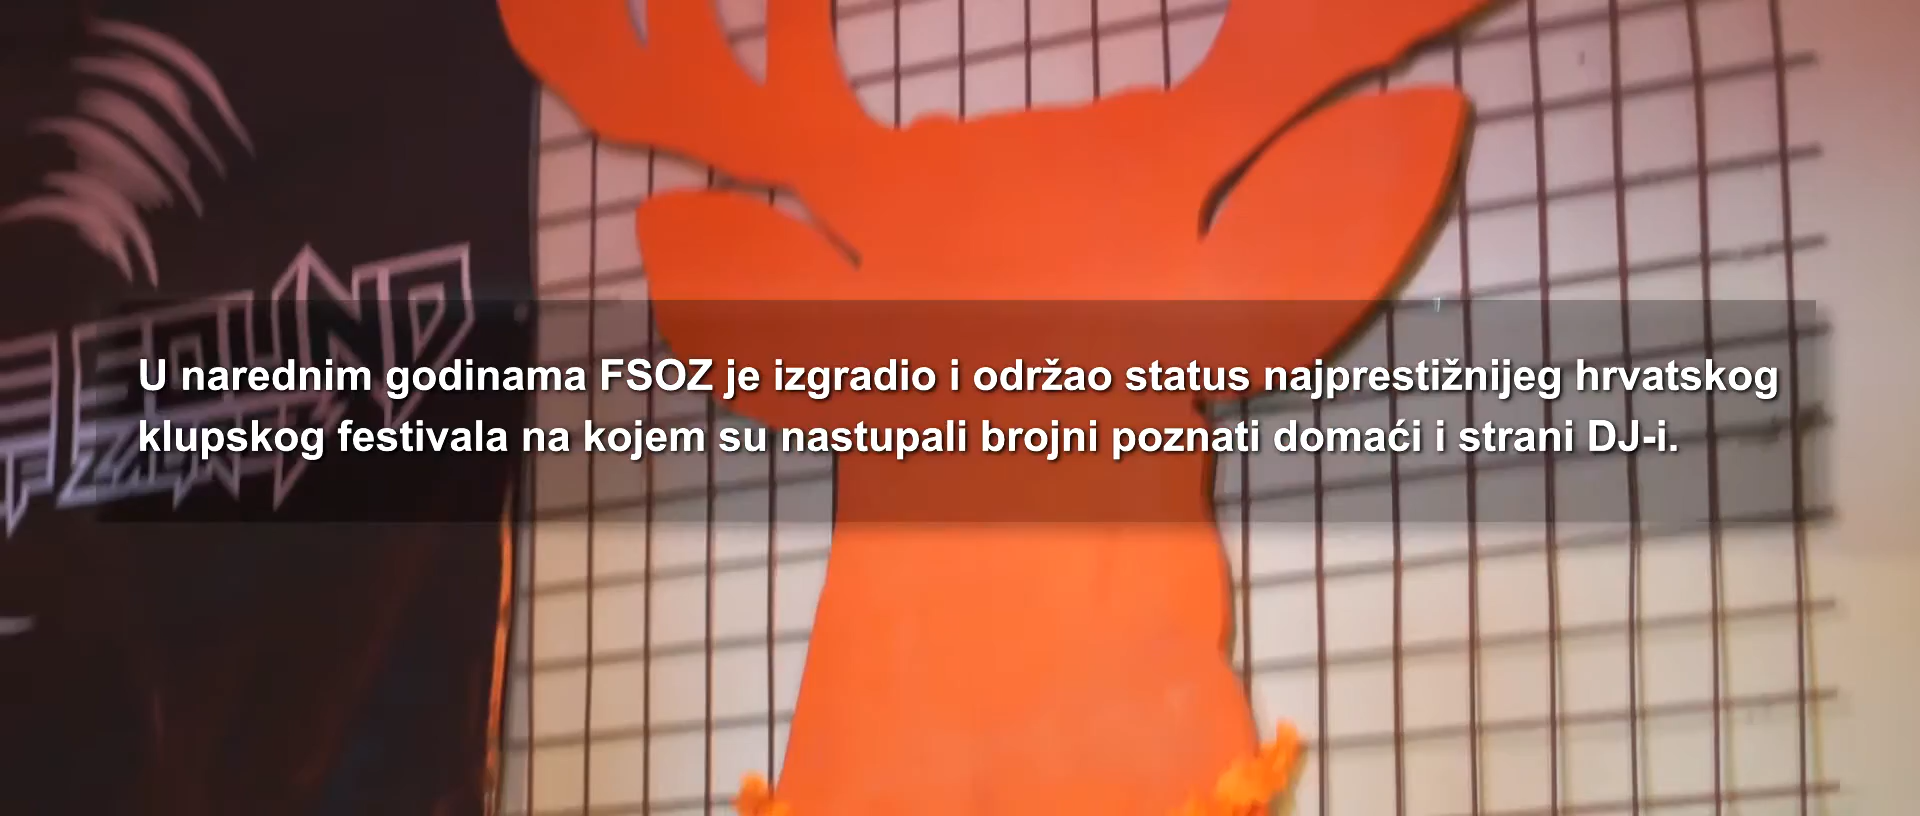 U narednim godinama FSOZ je izgradio i održao status najprestižnijeg hrvatskog
klupskog festivala na kojem su nastupali brojni poznati domaći i strani DJ-i.